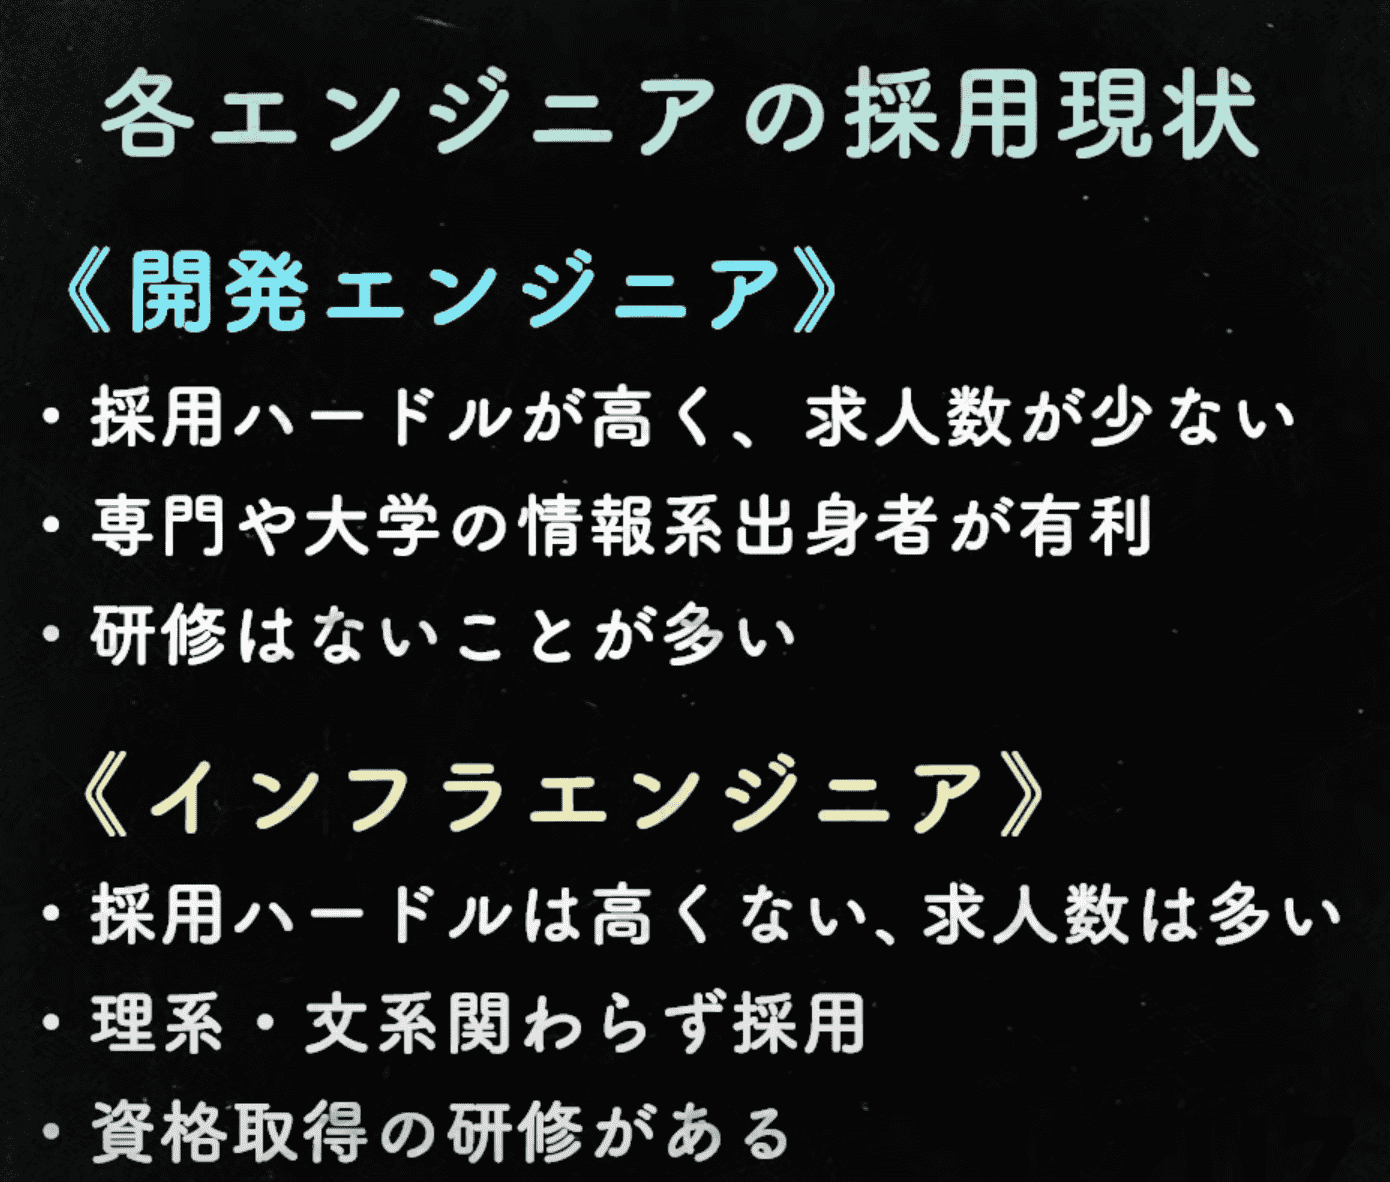 各エンジニアの採用現状
《開発エンジニア》
・採用ハードルが高く、求人数が少ない
・専門や大学の情報系出身者が有利
・研修はないことが多い
《インフラエンジニア》
・採用ハードルは高くない、求人数は多い
・理系・文系関わらず採用
・資格取得の研修がある